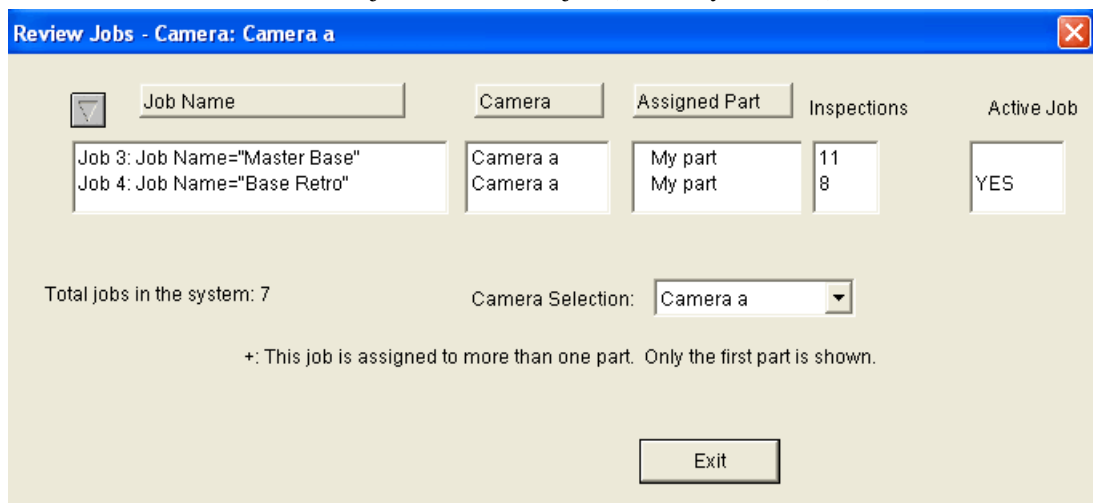 Review Jobs - Camera: Camera a
Job Name Camera Assigned Part Inspections Active Job
Job 3: Job Name="Master Base" Camera a My part 11
Job 4: Job Name="Base Retro" Camera a My part 8 YES
Total jobs in the system: 7 Camera Selection: Camera a
+: This job is assigned to more than one part. Only the first part is shown.
Exit